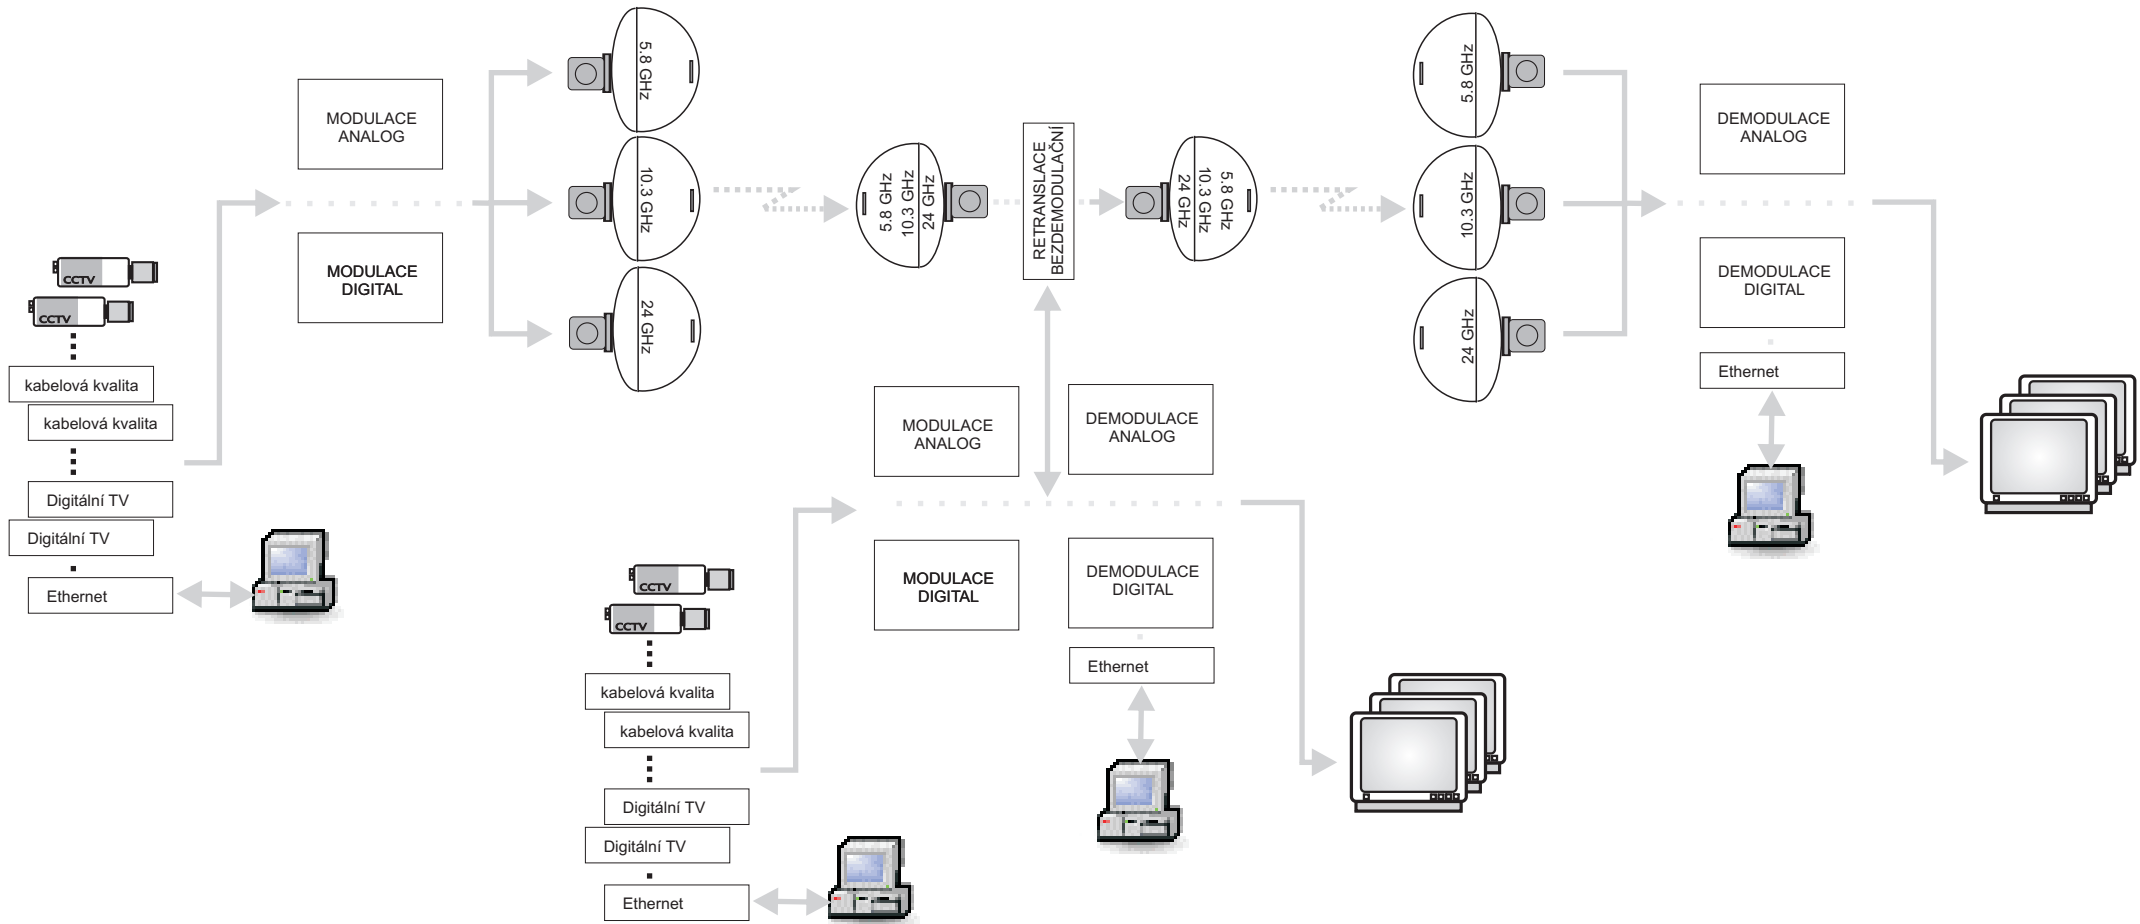 MODULACE
ANALOG
MODULACE
DIGITAL
CCTV
CCTV
kabelová kvalita
kabelová kvalita
Digitální TV
Digitální TV
Ethernet
5.8 GHz
10.3 GHz
24 GHz
5.8 GHz
10.3 GHz
24 GHz
RETRANSLACE
BEZDEMODULAČNÍ
5.8 GHz
10.3 GHz
24 GHz
5.8 GHz
10.3 GHz
24 GHz
DEMODULACE
ANALOG
DEMODULACE
DIGITAL
Ethernet
MODULACE
ANALOG
DEMODULACE
ANALOG
MODULACE
DIGITAL
DEMODULACE
DIGITAL
Ethernet
CCTV
CCTV
kabelová kvalita
kabelová kvalita
Digitální TV
Digitální TV
Ethernet